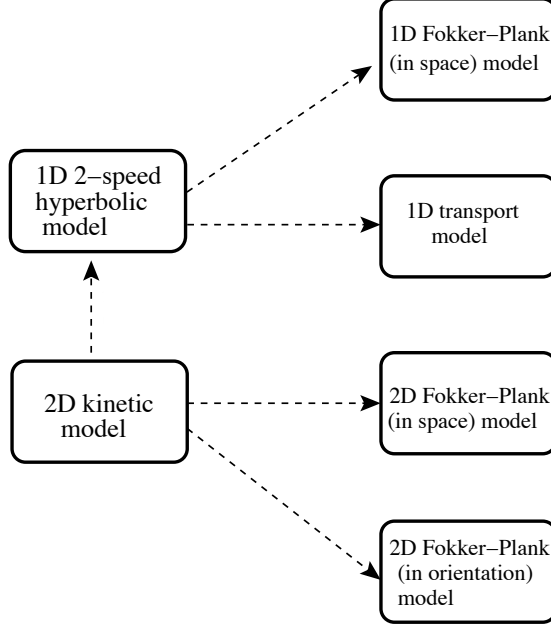 1D Fokker–Plank
(in space) model
1D 2–speed
hyperbolic
model
1D transport
model
2D kinetic
model
2D Fokker–Plank
(in space) model
2D Fokker–Plank
(in orientation)
model